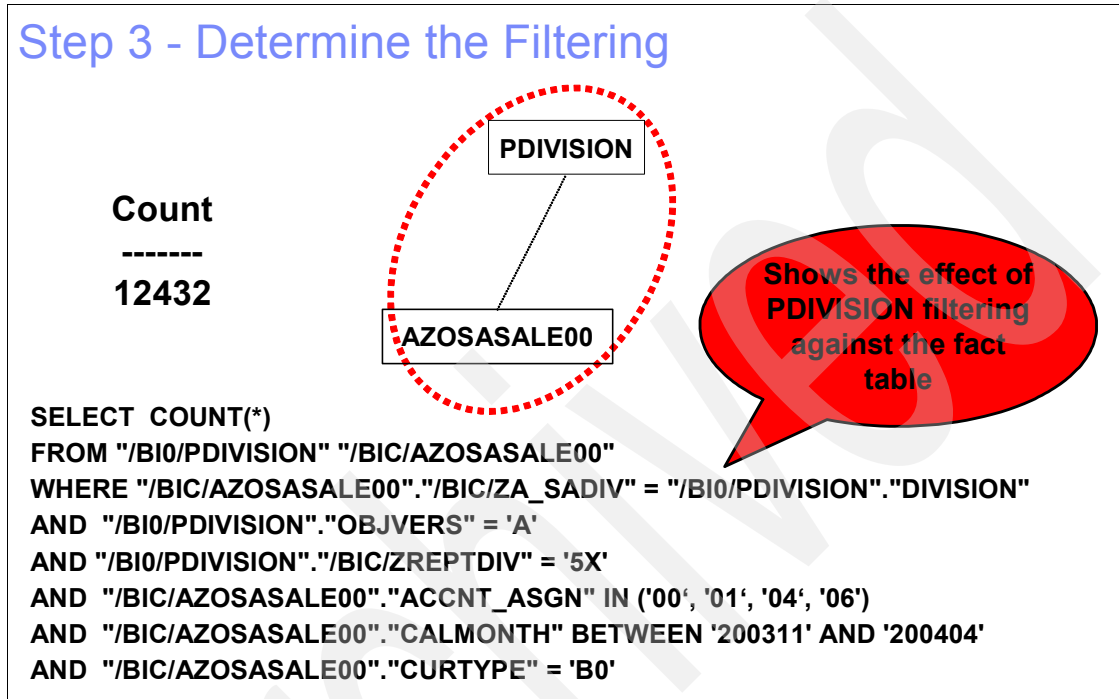 Step 3 - Determine the Filtering
PDIVISION
Count
-------
12432
AZOSASALE00
Shows the effect of
PDIVISION filtering
against the fact
table
SELECT  COUNT(*)
FROM "/BI0/PDIVISION" "/BIC/AZOSASALE00"
WHERE "/BIC/AZOSASALE00"."/BIC/ZA_SADIV" = "/BI0/PDIVISION"."DIVISION"
AND  "/BI0/PDIVISION"."OBJVERS" = 'A'
AND "/BI0/PDIVISION"."/BIC/ZREPTDIV" = '5X'
AND  "/BIC/AZOSASALE00"."ACCNT_ASGN" IN ('00‘, '01‘, '04‘, '06')
AND  "/BIC/AZOSASALE00"."CALMONTH" BETWEEN '200311' AND '200404'
AND  "/BIC/AZOSASALE00"."CURTYPE" = 'B0'